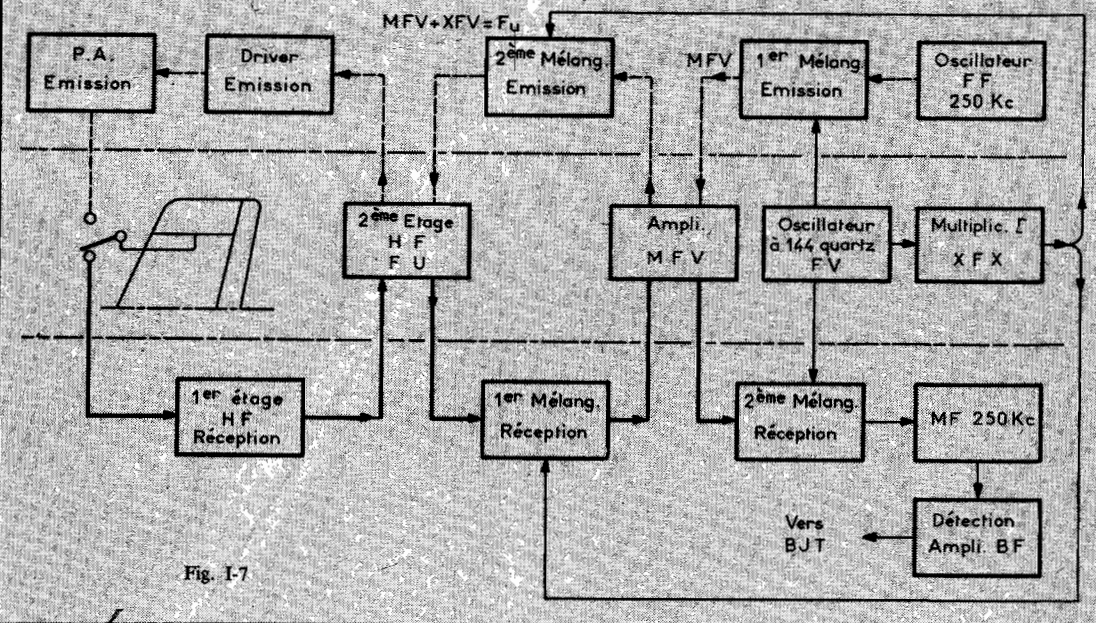 MFV+XFV=Fu
P.A.
Emission
Driver
Emission
2ème Mélang.
Emission
MFV
1er Mélang.
Emission
Oscillateur
FF
250 Kc
2ème Etage
HF
FU
Ampli.
MFV
Oscillateur
à 144 quartz
FV
Multiplic. Γ
XFX
1er étage
HF
Réception
1er Mélang.
Réception
2ème Mélang.
Réception
MF 250Kc
Vers
BJT
Détection
Ampli. BF
Fig. I-7